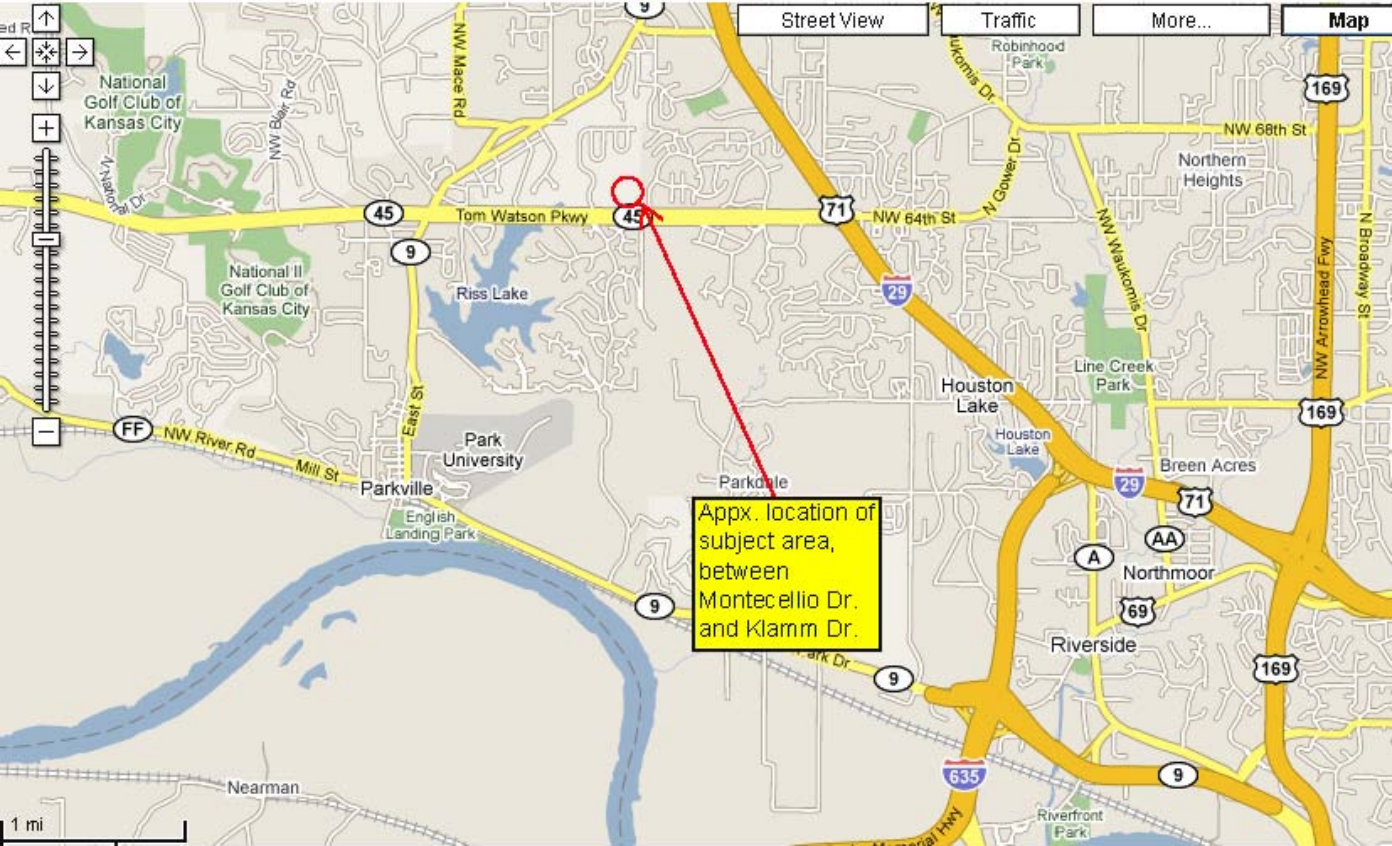 9
Street View
Traffic
More...
Map
Robinhood
Park
NW Mace Rd
169
National
Golf Club of
Kansas City
NW Blair Rd
NW 68th St
N Gower Dr
Northern
Heights
45
Tom Watson Pkwy
45
71
NW 64th St
9
NW Waukomis Dr
N Broadway St
National II
Golf Club of
Kansas City
Riss Lake
29
NW Arrowhead Fwy
Line Creek
Park
Houston
Lake
East St
169
FF
NW River Rd
Mill St
Park
University
Houston
Lake
Breen Acres
Parkville
Parkdale
29
71
English
Landing Park
Appx. location of
subject area,
between
Montecellio Dr.
and Klamm Dr.
AA
A
Northmoor
9
69
Riverside
ark Dr
9
169
635
9
Nearman
1 mi
Riverfront
Park
Memorial Hwy